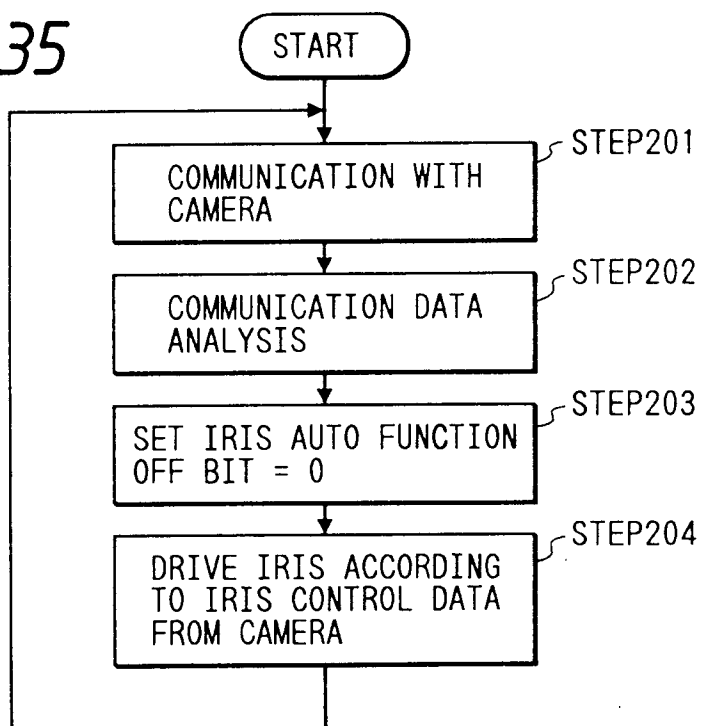 35
START
STEP201
COMMUNICATION WITH
CAMERA
STEP202
COMMUNICATION DATA
ANALYSIS
STEP203
SET IRIS AUTO FUNCTION
OFF BIT = 0
STEP204
DRIVE IRIS ACCORDING
TO IRIS CONTROL DATA
FROM CAMERA